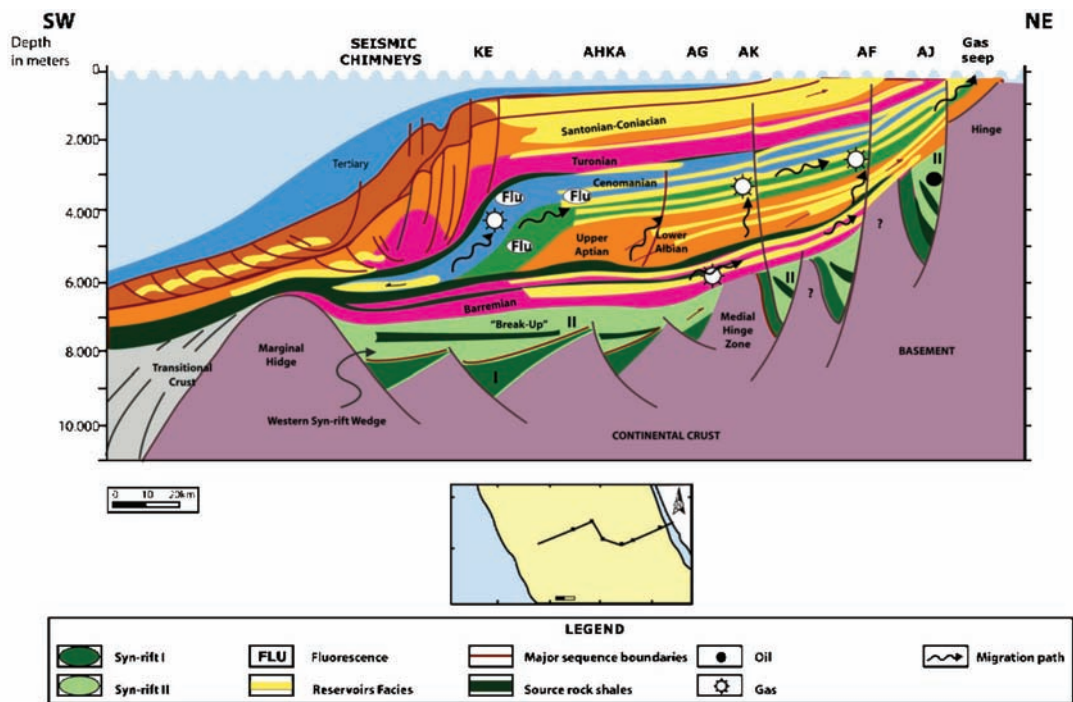 SW
NE
Depth
in meters
SEISMIC
CHIMNEYS
KE
AHKA
AG
AK
AF
AJ
Gas
seep
0
2.000
4.000
6.000
8.000
10.000
Tertiary
Santonian-Coniacian
Turonian
Cenomanian
Flu
Flu
Flu
Upper
Aptian
Lower
Albian
Barremian
"Break-Up"
II
I
II
II
?
?
Hinge
Marginal
Hidge
Transitional
Crust
Western Syn-rift Wedge
Medial
Hinge
Zone
BASEMENT
CONTINENTAL CRUST
0 10 20km
N
LEGEND
Syn-rift I
FLU
Fluorescence
Major sequence boundaries
Oil
Migration path
Syn-rift II
Reservoirs Facies
Source rock shales
Gas